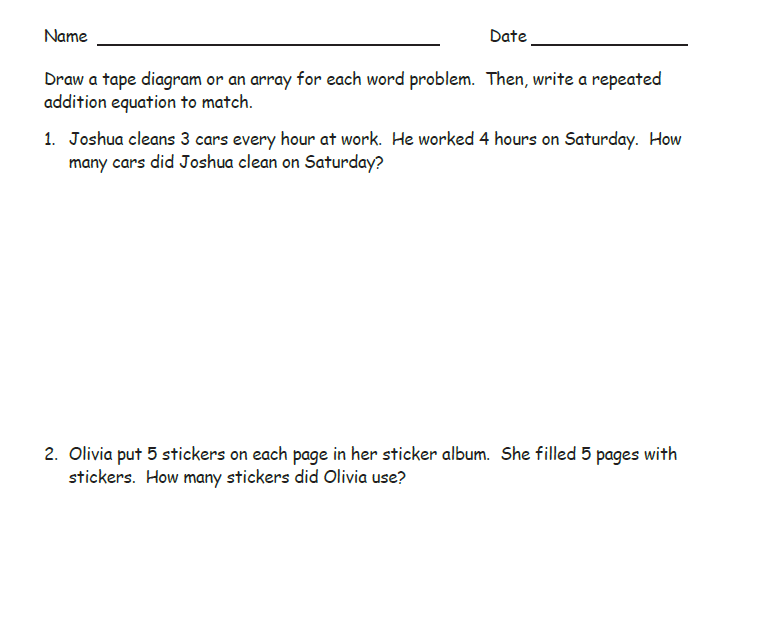 Name ______ Date ______
Draw a tape diagram or an array for each word problem.  Then, write a repeated
addition equation to match.
1.  Joshua cleans 3 cars every hour at work.  He worked 4 hours on Saturday.  How
many cars did Joshua clean on Saturday?
2.  Olivia put 5 stickers on each page in her sticker album.  She filled 5 pages with
stickers.  How many stickers did Olivia use?